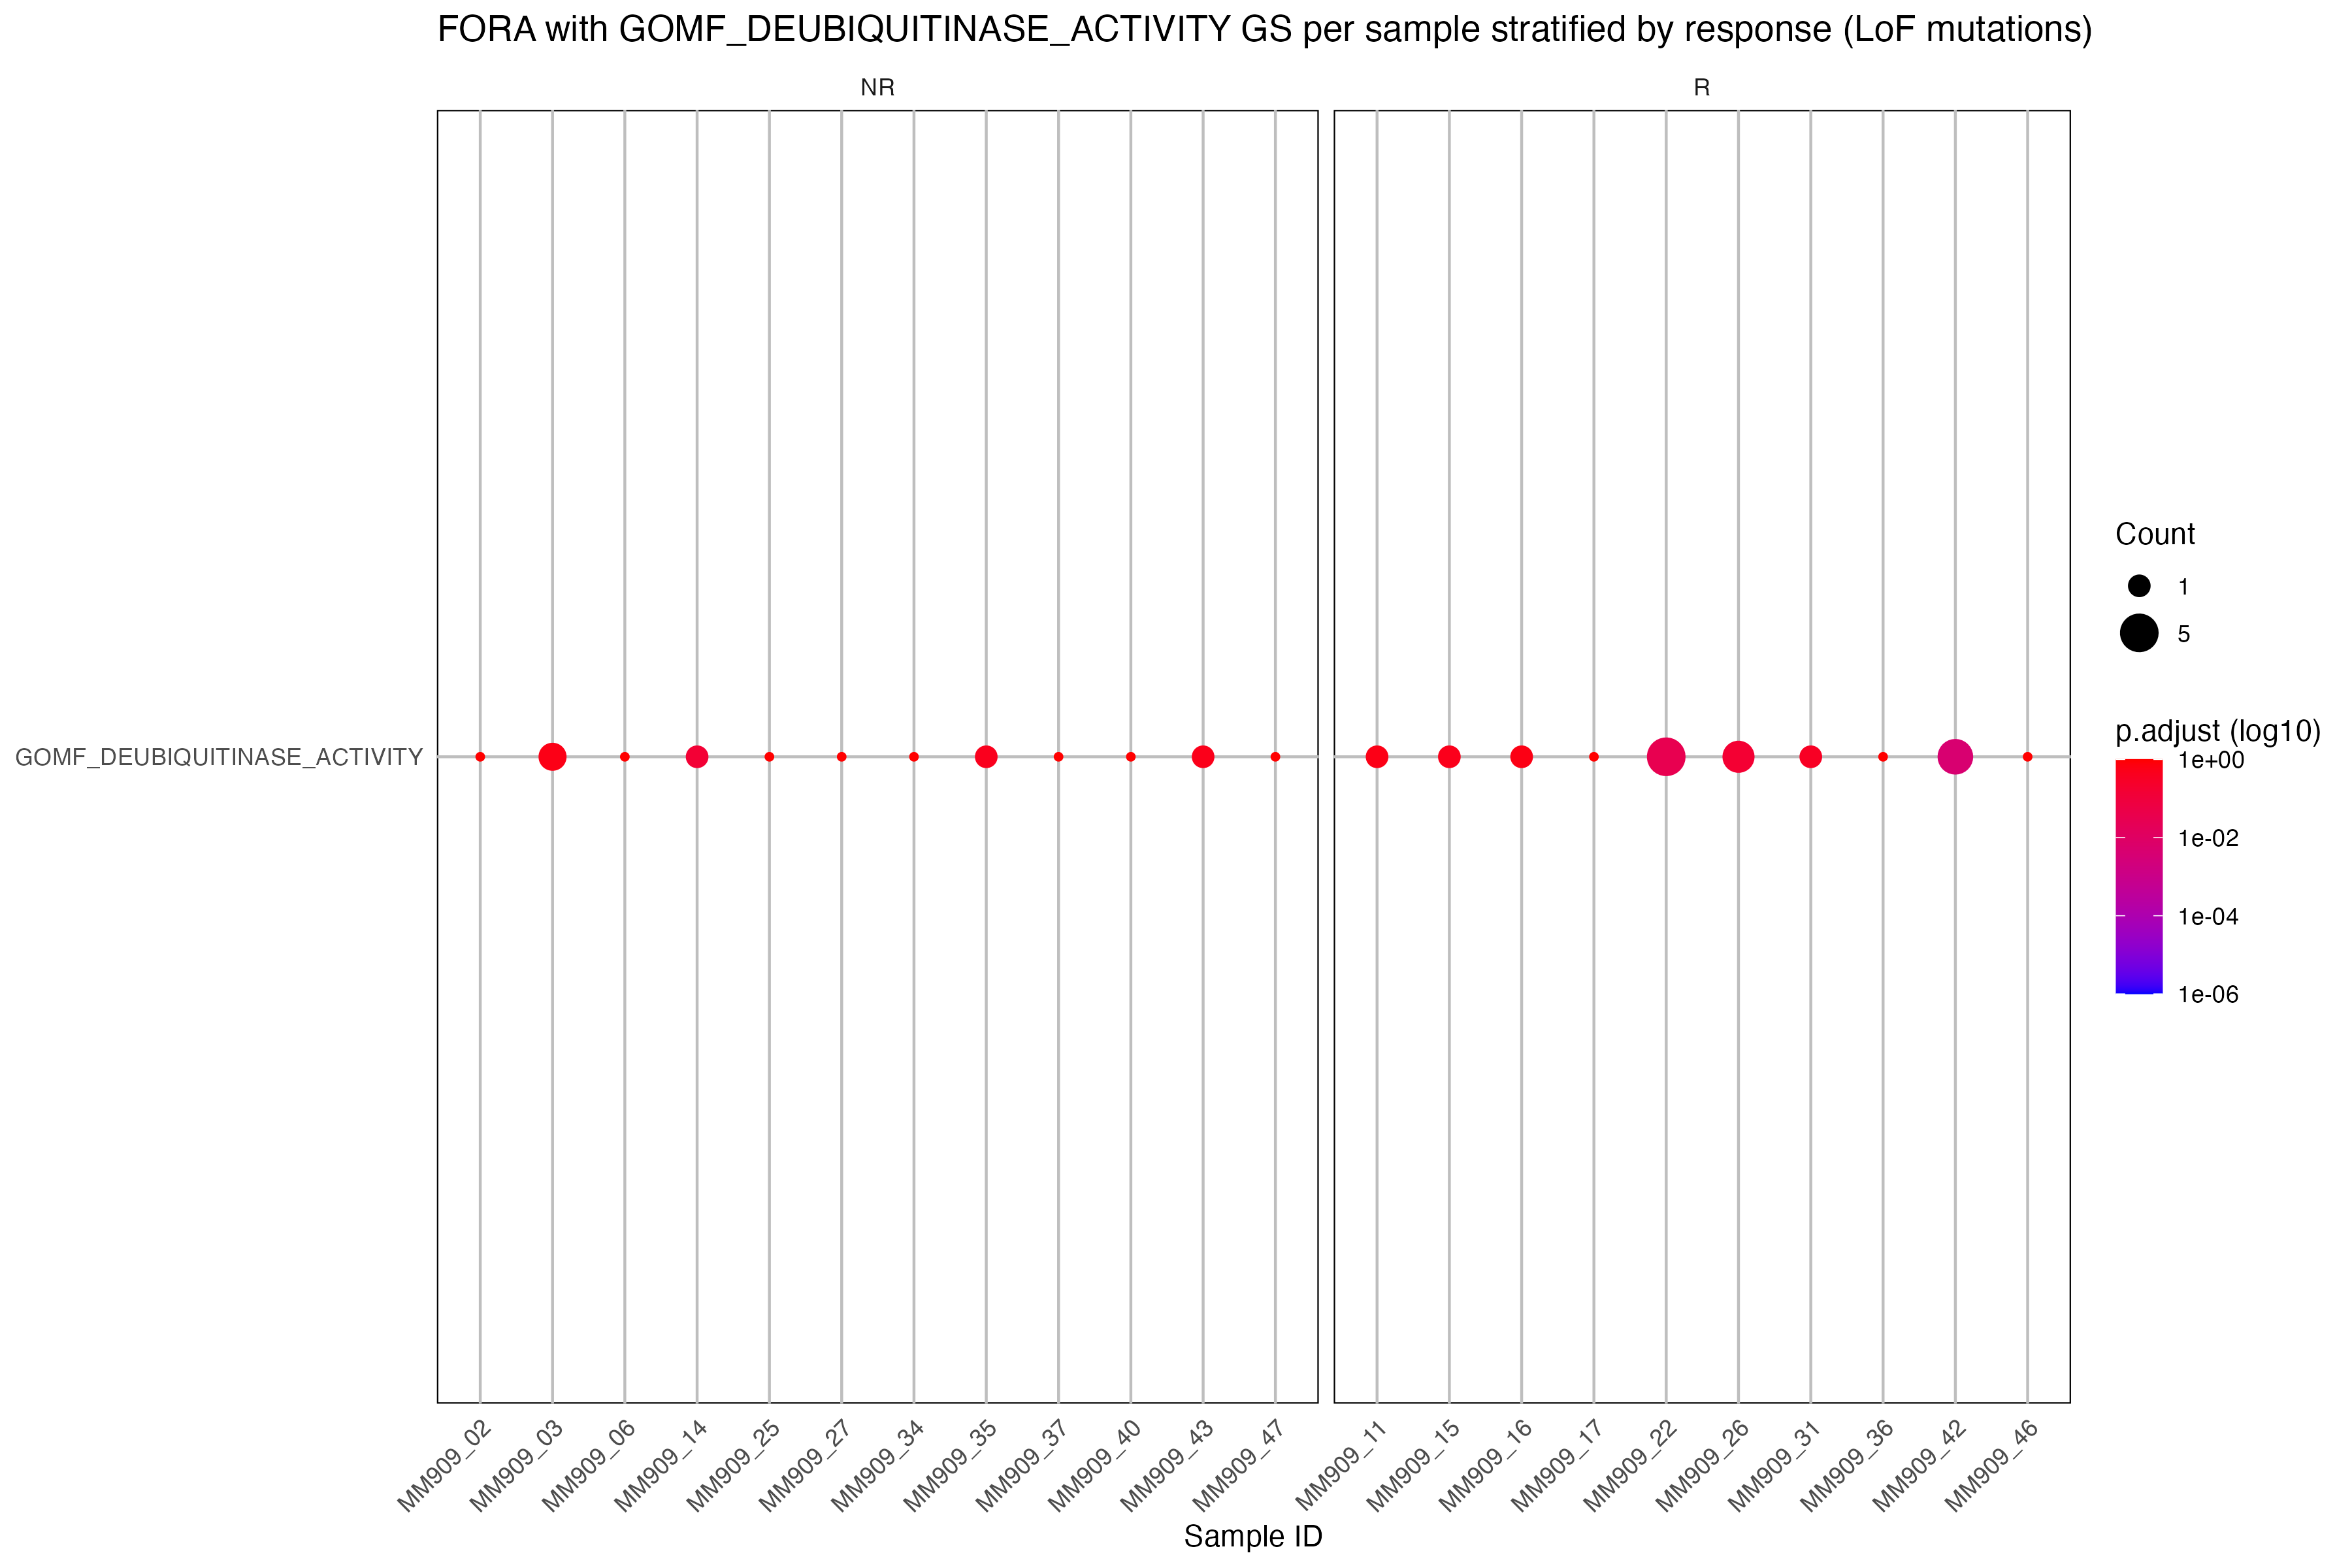 FORA with GOMF_DEUBIQUITINASE_ACTIVITY GS per sample stratified by response (LoF mutations)
NR
R
GOMF_DEUBIQUITINASE_ACTIVITY
Count
1
5
p.adjust (log10)
1e+00
1e-02
1e-04
1e-06
MM909_02
MM909_03
MM909_06
MM909_14
MM909_25
MM909_27
MM909_34
MM909_35
MM909_37
MM909_40
MM909_43
MM909_47
MM909_11
MM909_15
MM909_16
MM909_17
MM909_22
MM909_26
MM909_31
MM909_36
MM909_42
MM909_46
Sample ID